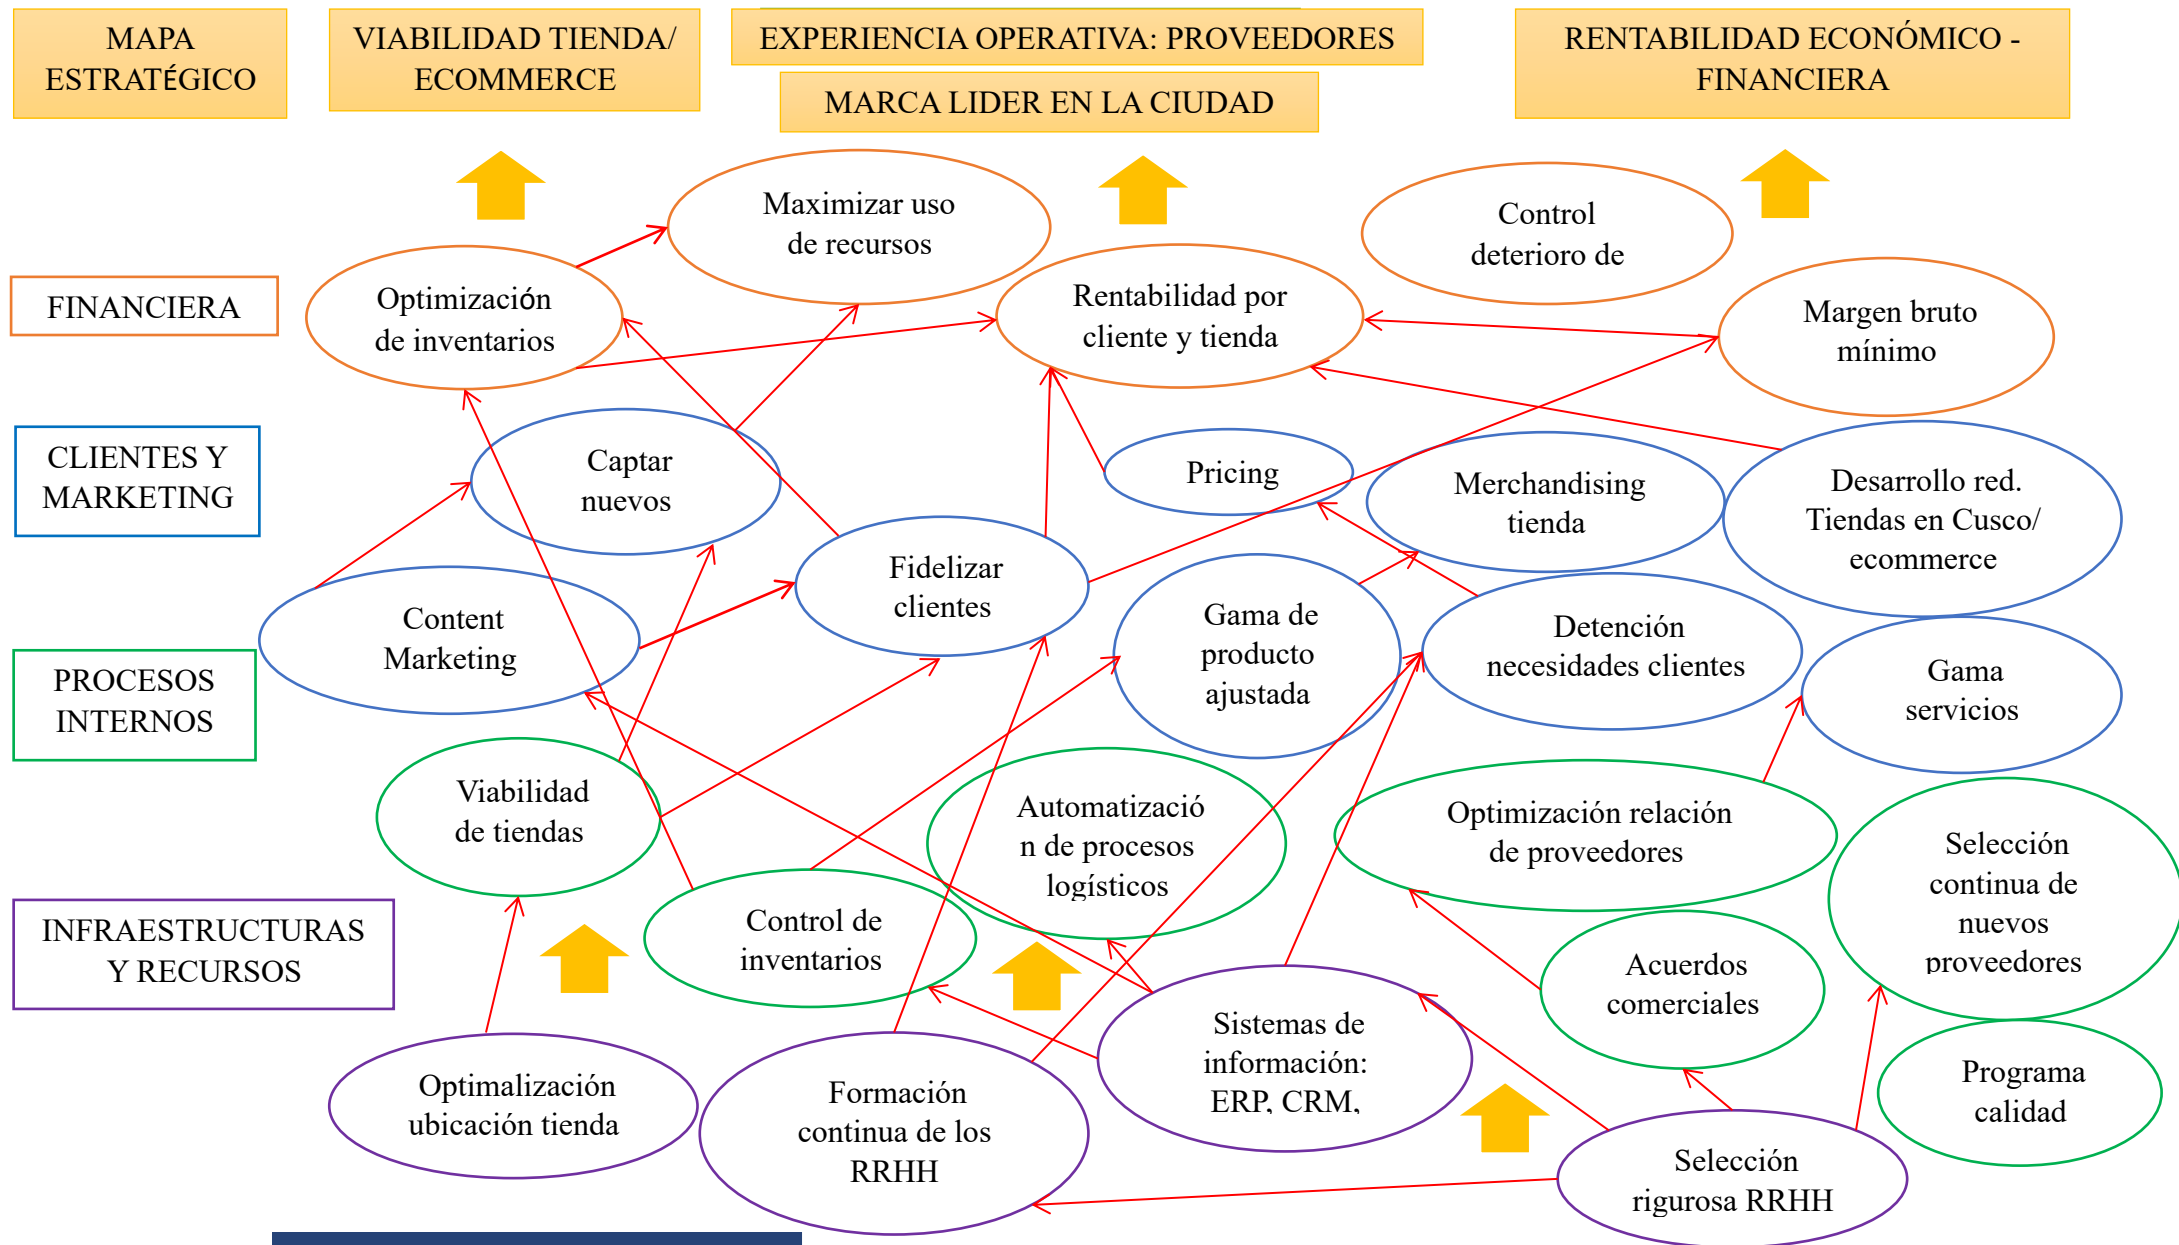 MAPA
ESTRATÉGICO
VIABILIDAD TIENDA/
ECOMMERCE
EXPERIENCIA OPERATIVA: PROVEEDORES
MARCA LIDER EN LA CIUDAD
RENTABILIDAD ECONÓMICO -
FINANCIERA
FINANCIERA
Optimización
de inventarios
Maximizar uso
de recursos
Rentabilidad por
cliente y tienda
Control
deterioro de
Margen bruto
mínimo
CLIENTES Y
MARKETING
Captar
nuevos
Pricing
Merchandising
tienda
Desarrollo red.
Tiendas en Cusco/
ecommerce
Content
Marketing
Fidelizar
clientes
Gama de
producto
ajustada
Detención
necesidades clientes
Gama
servicios
PROCESOS
INTERNOS
Viabilidad
de tiendas
Control de
inventarios
Automatizació
n de procesos
logísticos
Optimización relación
de proveedores
Selección
continua de
nuevos
proveedores
Acuerdos
comerciales
Programa
calidad
INFRAESTRUCTURAS
Y RECURSOS
Optimalización
ubicación tienda
Formación
continua de los
RRHH
Sistemas de
información:
ERP, CRM,
Selección
rigurosa RRHH